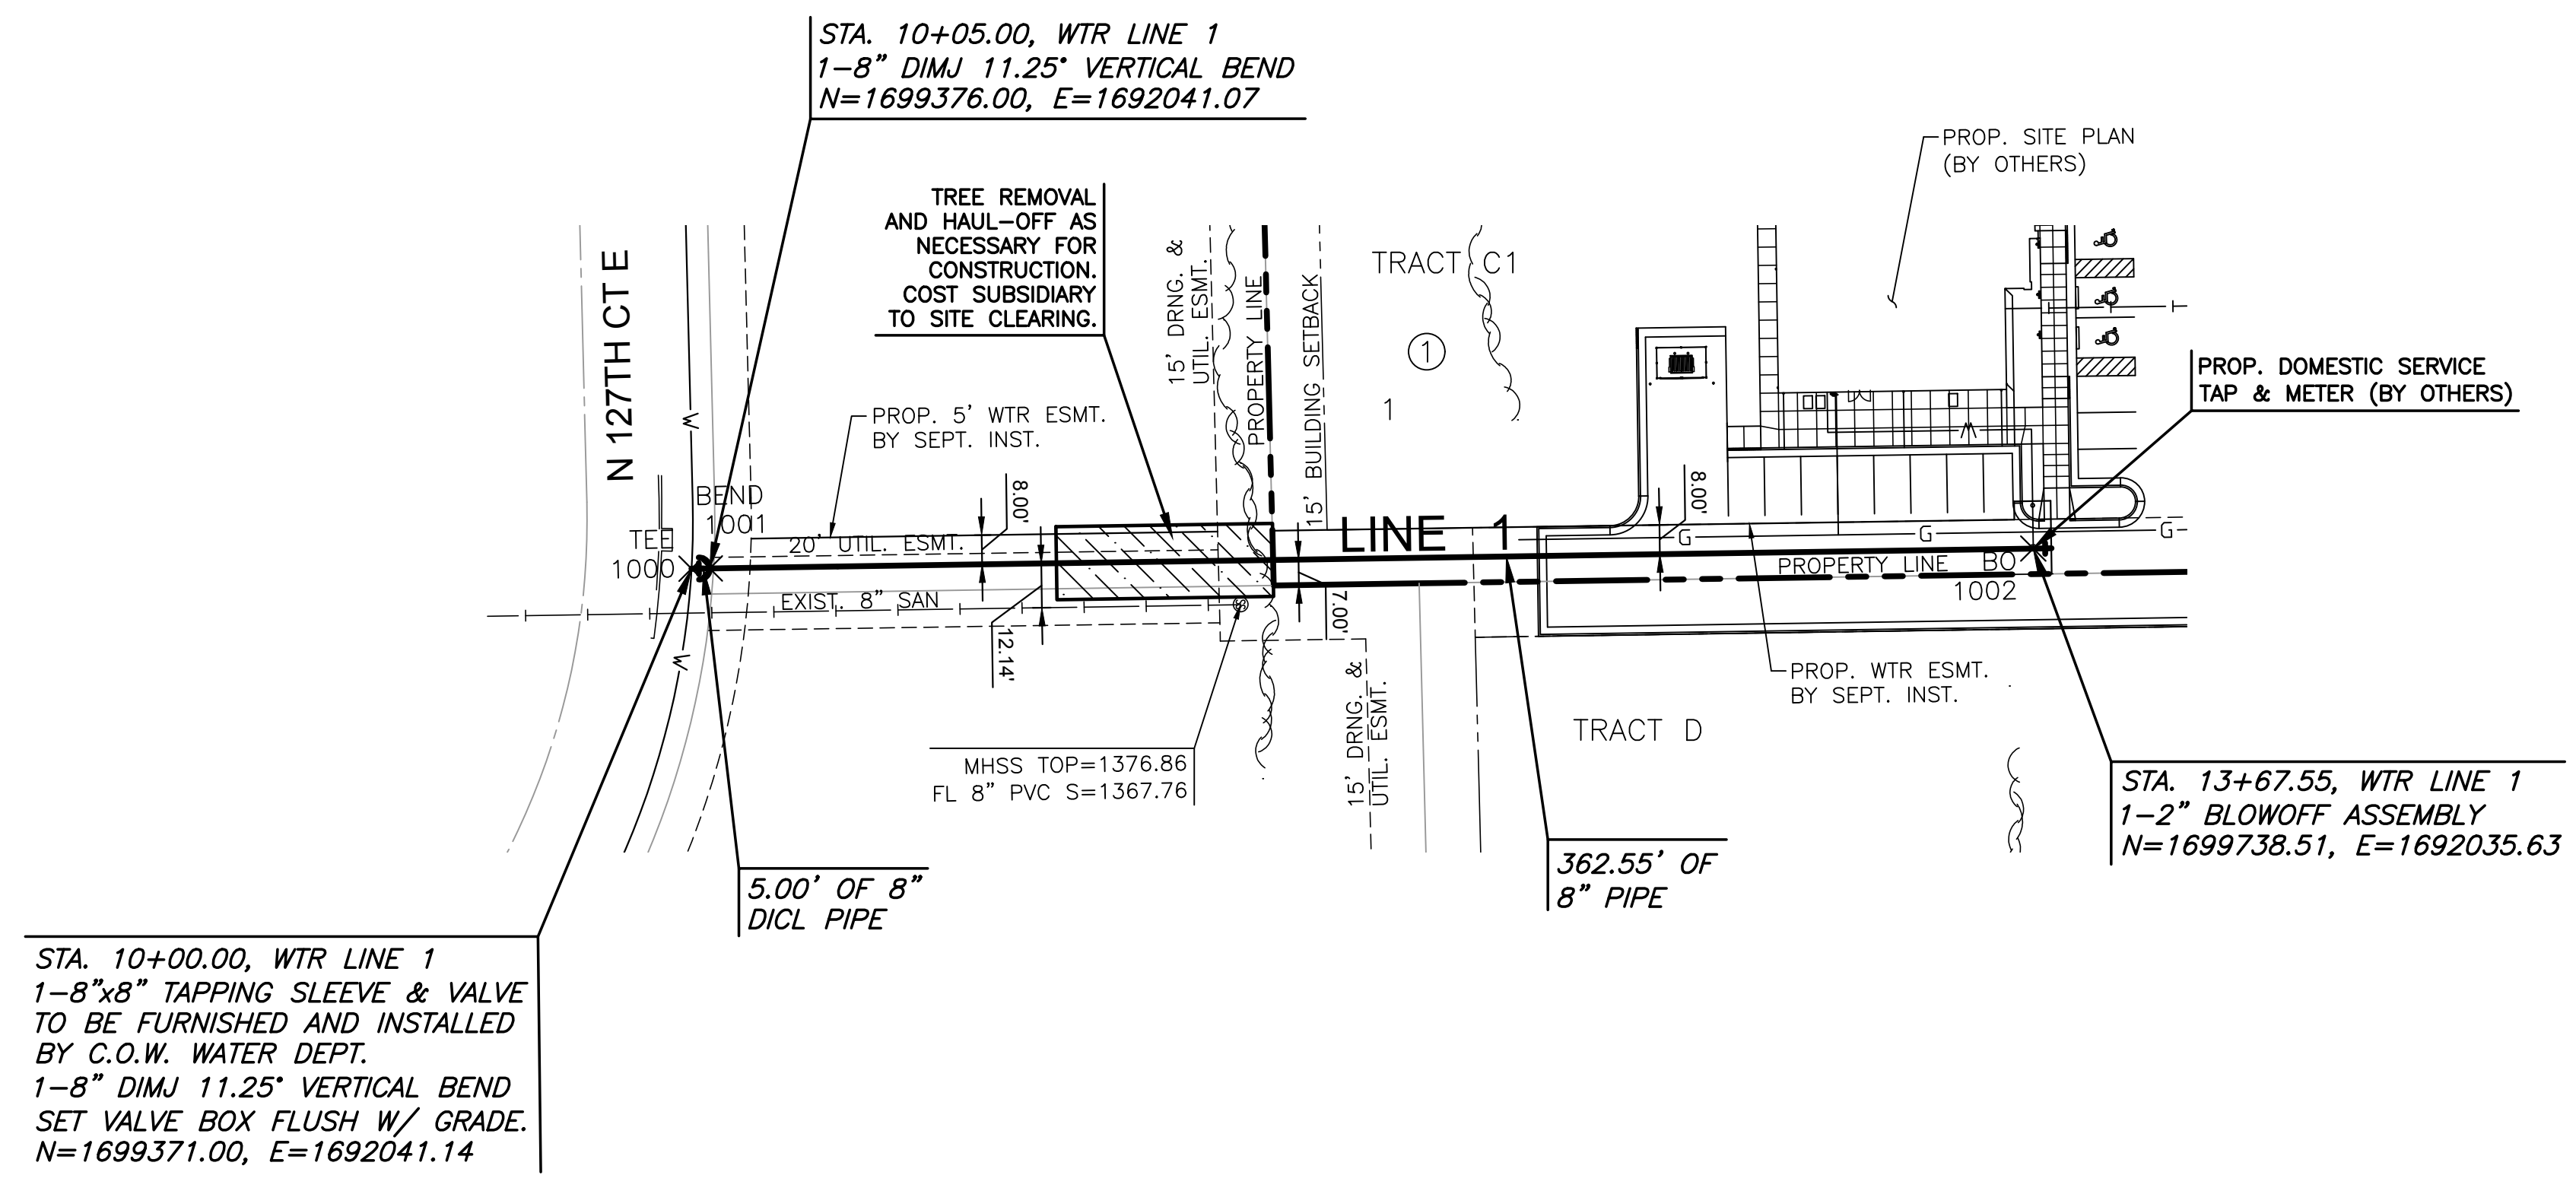 STA. 10+05.00, WTR LINE 1
1-8" DIMJ 11.25° VERTICAL BEND
N=1699376.00, E=1692041.07
PROP. SITE PLAN
(BY OTHERS)
TREE REMOVAL
AND HAUL-OFF AS
NECESSARY FOR
CONSTRUCTION.
COST SUBSIDIARY
TO SITE CLEARING.
N 127TH CT E
W
W
15' DRNG. &
UTIL. ESMT.
PROPERTY LINE
15' BUILDING SETBACK
TRACT C1
1
1
PROP. DOMESTIC SERVICE
TAP & METER (BY OTHERS)
PROP. 5' WTR ESMT.
BY SEPT. INST.
BEND
1001
TEE
1000
8.00'
20' UTIL. ESMT.
LINE 1
8.00'
G
G
G
PROPERTY LINE
BO
1002
EXIST. 8" SAN
S
12.14'
7.00'
PROP. WTR ESMT.
BY SEPT. INST.
15' DRNG. &
UTIL. ESMT.
TRACT D
MHSS TOP=1376.86
FL 8" PVC S=1367.76
STA. 13+67.55, WTR LINE 1
1-2" BLOWOFF ASSEMBLY
N=1699738.51, E=1692035.63
362.55' OF
8" PIPE
5.00' OF 8"
DICL PIPE
STA. 10+00.00, WTR LINE 1
1-8"x8" TAPPING SLEEVE & VALVE
TO BE FURNISHED AND INSTALLED
BY C.O.W. WATER DEPT.
1-8" DIMJ 11.25° VERTICAL BEND
SET VALVE BOX FLUSH W/ GRADE.
N=1699371.00, E=1692041.14